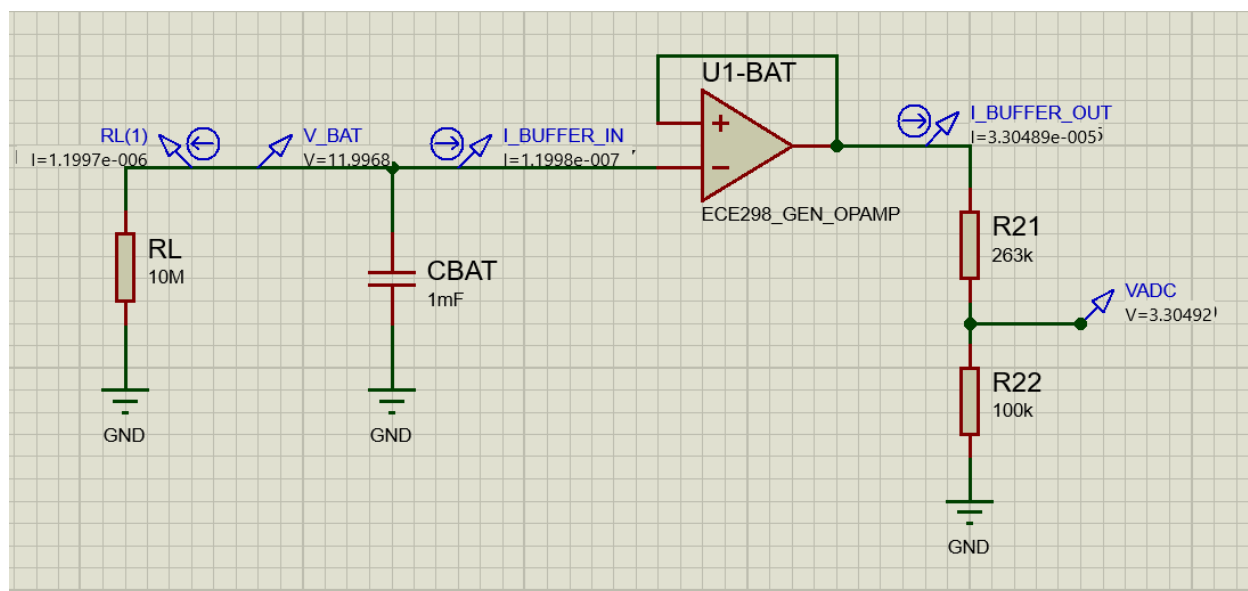 U1-BAT
I_BUFFER_OUT
I=3.30489e-005
RL(1)
V_BAT
I_BUFFER_IN
I=1.1997e-006
V=11.9968
I=1.1998e-007
+
−
ECE298_GEN_OPAMP
R21
263k
RL
10M
CBAT
1mF
VADC
V=3.30492
R22
100k
GND
GND
GND